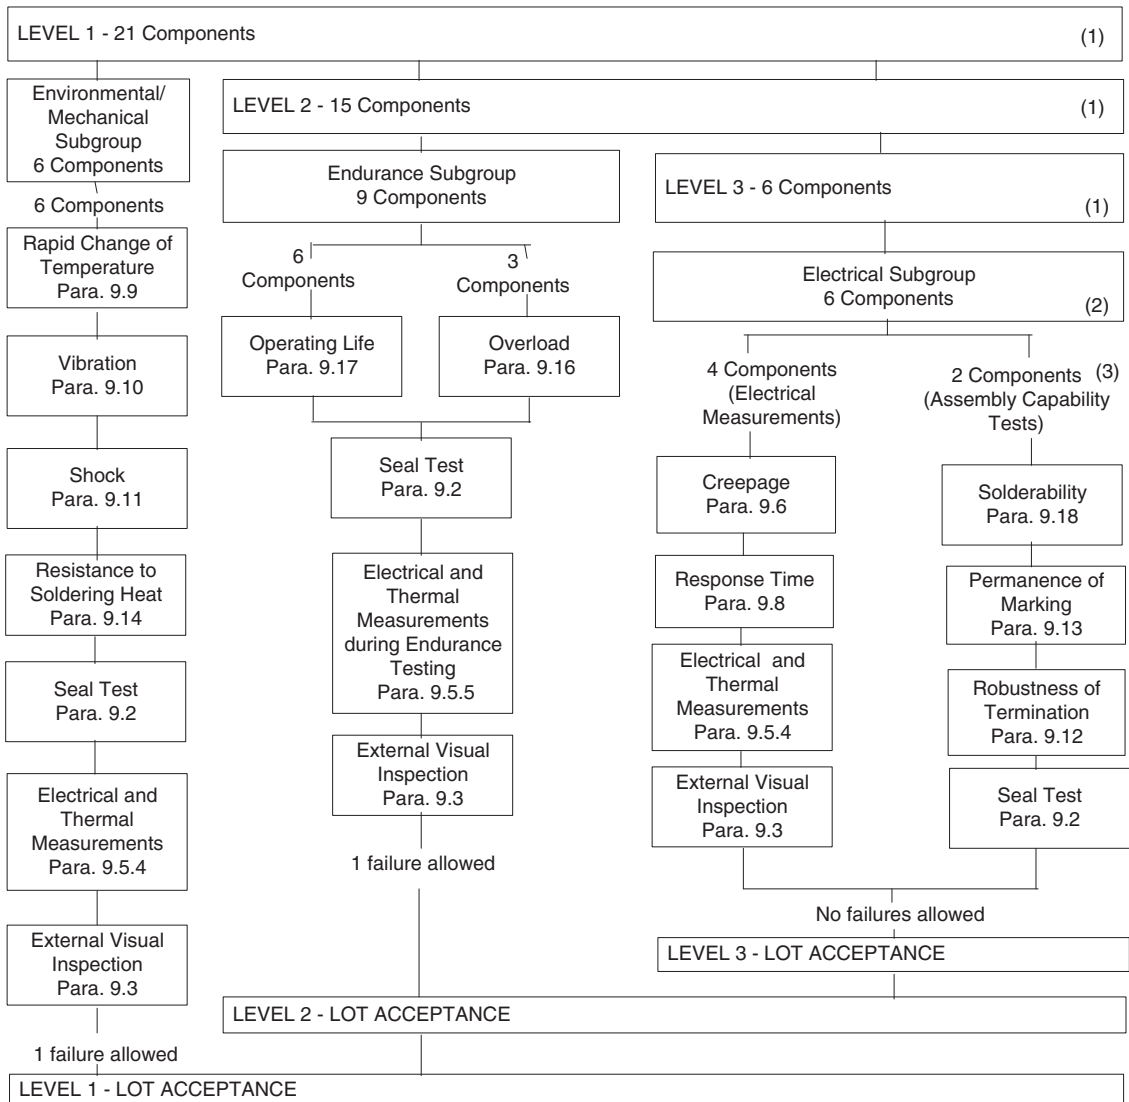 LEVEL 1 - 21 Components
(1)
Environmental/
Mechanical
Subgroup
6 Components
6 Components
Rapid Change of
Temperature
Para. 9.9
Vibration
Para. 9.10
Shock
Para. 9.11
Resistance to
Soldering Heat
Para. 9.14
Seal Test
Para. 9.2
Electrical and
Thermal
Measurements
Para. 9.5.4
External Visual
Inspection
Para. 9.3
1 failure allowed
LEVEL 2 - 15 Components
(1)
Endurance Subgroup
9 Components
6
Components
3
Components
Operating Life
Para. 9.17
Overload
Para. 9.16
Seal Test
Para. 9.2
Electrical and
Thermal
Measurements
during Endurance
Testing
Para. 9.5.5
External Visual
Inspection
Para. 9.3
1 failure allowed
LEVEL 3 - 6 Components
(1)
Electrical Subgroup
6 Components
(2)
4 Components
(Electrical
Measurements)
2 Components (3)
(Assembly Capability
Tests)
Creepage
Para. 9.6
Response Time
Para. 9.8
Electrical and
Thermal
Measurements
Para. 9.5.4
External Visual
Inspection
Para. 9.3
Solderability
Para. 9.18
Permanence of
Marking
Para. 9.13
Robustness of
Termination
Para. 9.12
Seal Test
Para. 9.2
No failures allowed
LEVEL 3 - LOT ACCEPTANCE
LEVEL 2 - LOT ACCEPTANCE
LEVEL 1 - LOT ACCEPTANCE